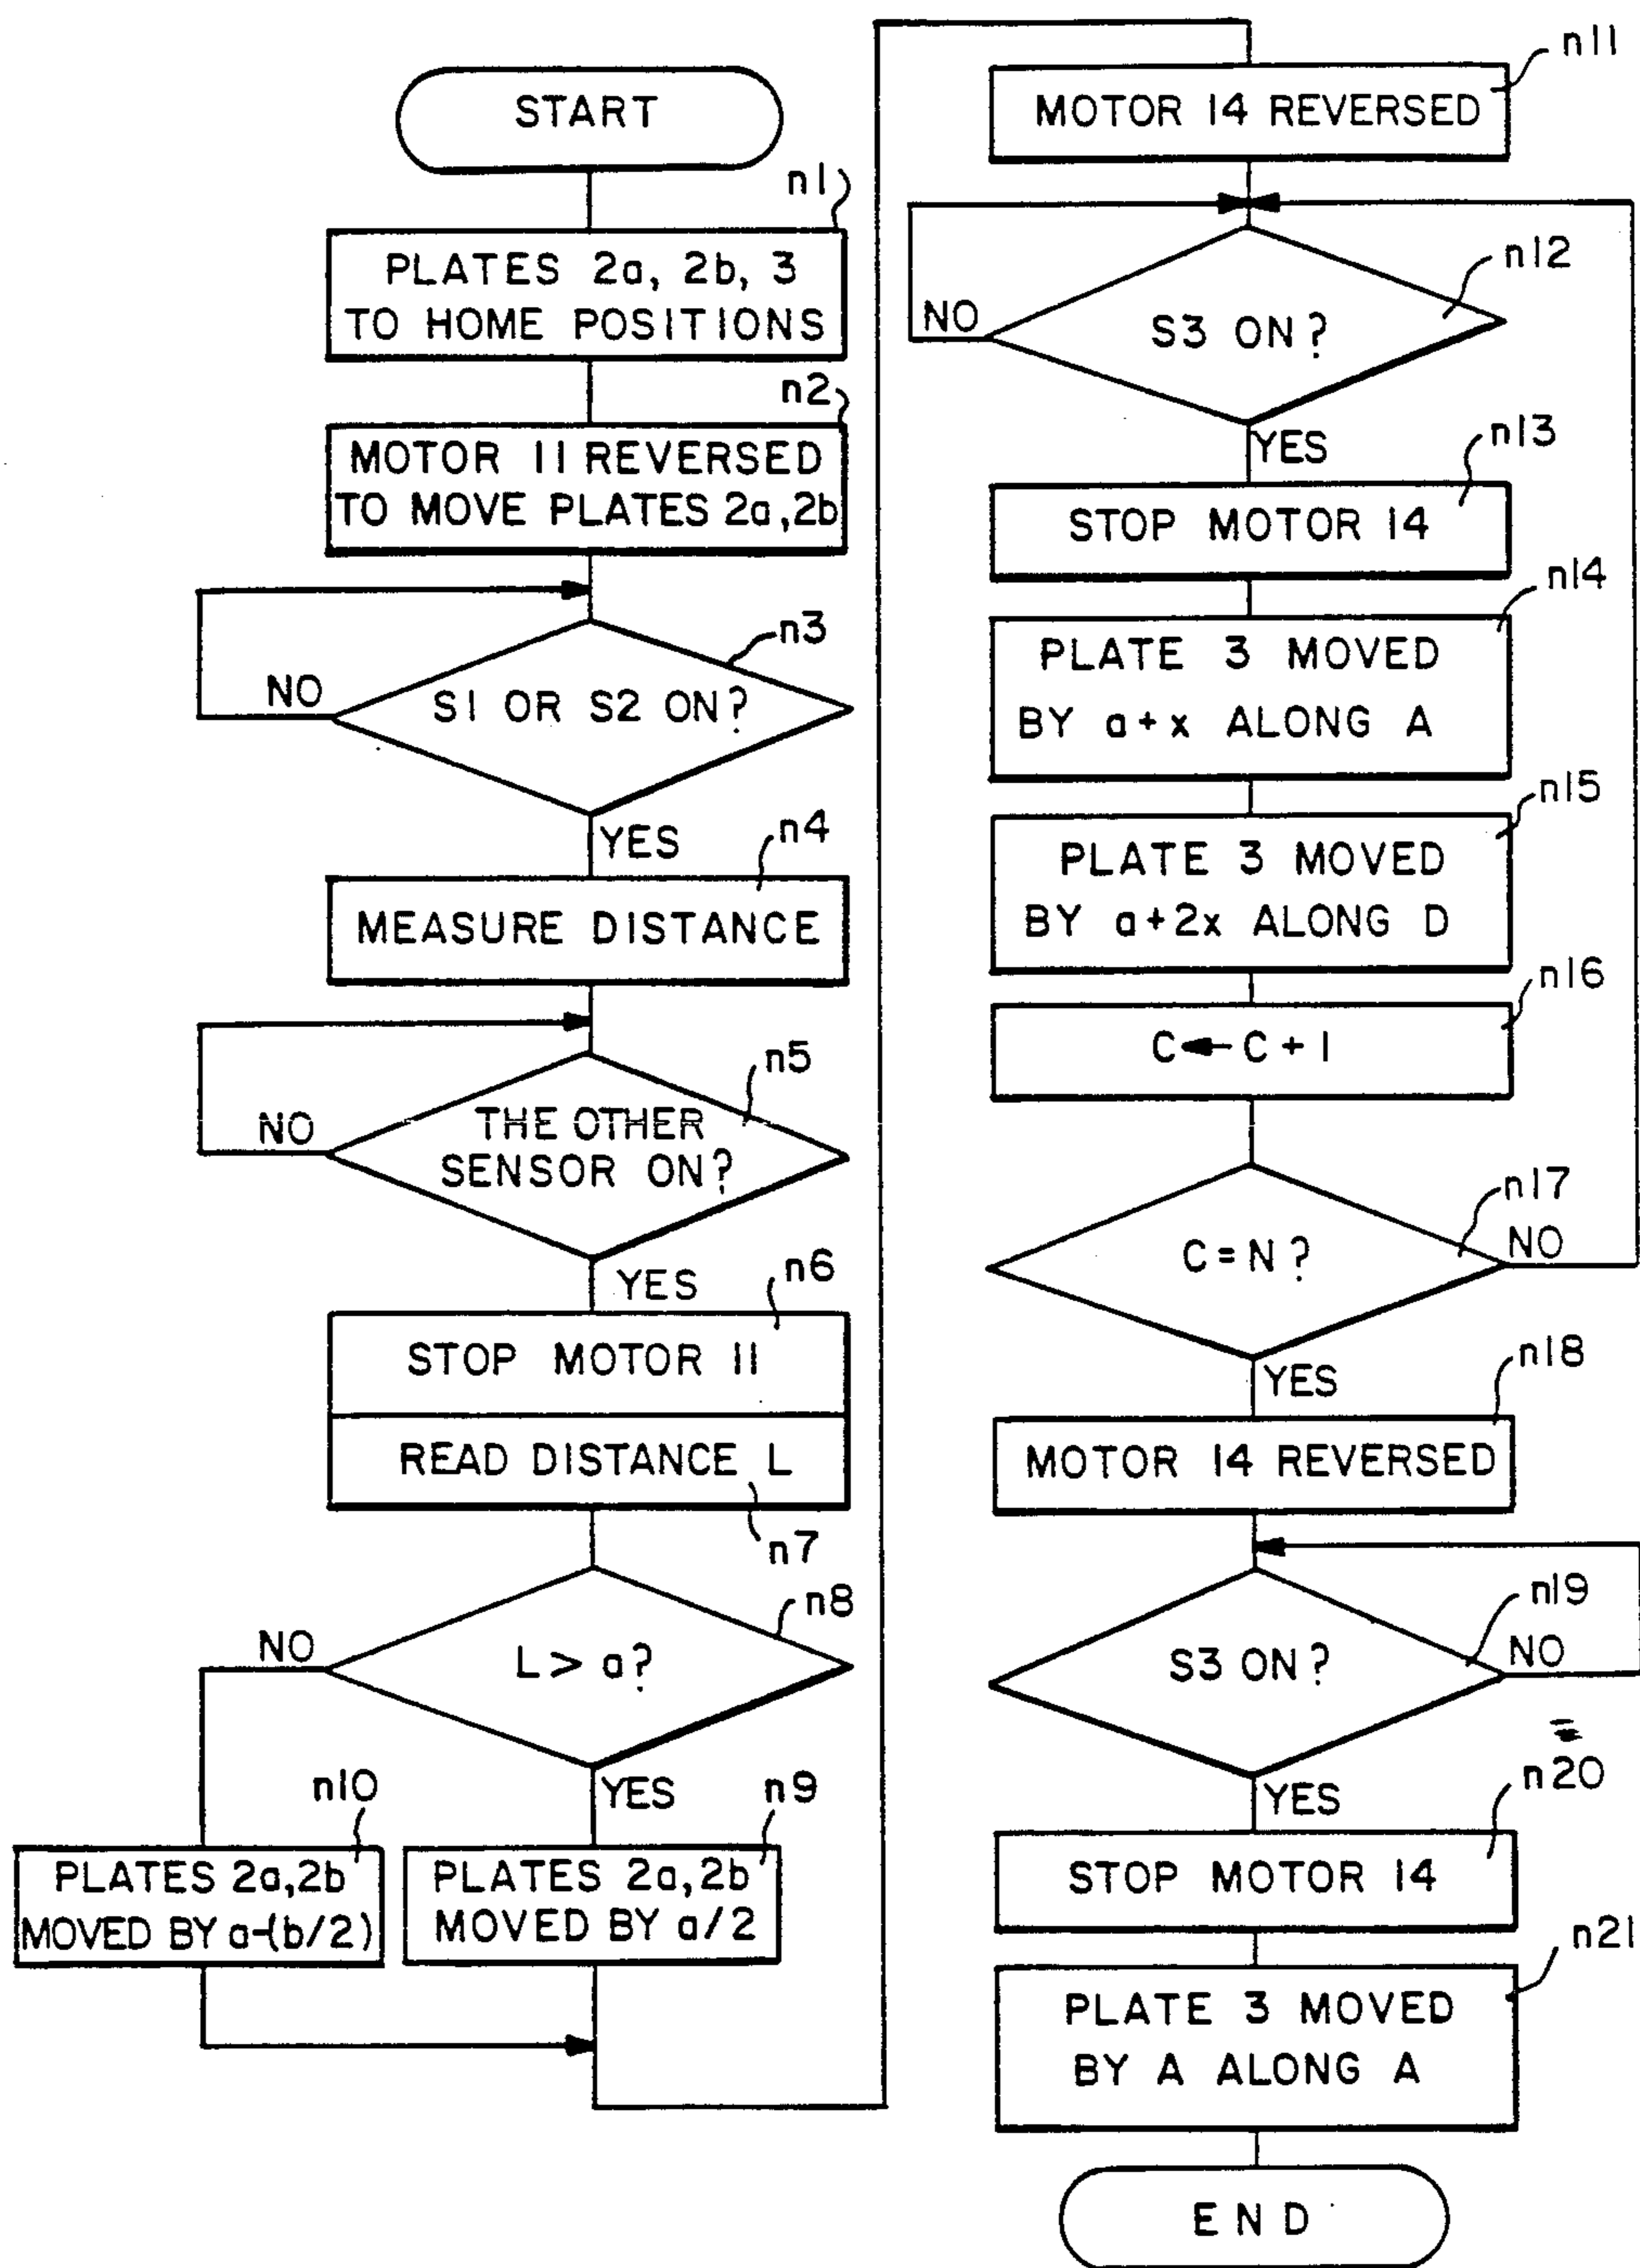 START
n1
PLATES 2a, 2b, 3
TO HOME POSITIONS
n2
MOTOR 11 REVERSED
TO MOVE PLATES 2a, 2b
n3
S1 OR S2 ON?
NO
YES
n4
MEASURE DISTANCE
n5
THE OTHER
SENSOR ON?
NO
YES
n6
STOP MOTOR 11
READ DISTANCE L
n7
n8
L > a?
NO
YES
n10
PLATES 2a, 2b
MOVED BY a-(b/2)
n9
PLATES 2a, 2b
MOVED BY a/2
n11
MOTOR 14 REVERSED
n12
S3 ON?
NO
YES
n13
STOP MOTOR 14
n14
PLATE 3 MOVED
BY a+x ALONG A
n15
PLATE 3 MOVED
BY a+2x ALONG D
n16
C ← C + 1
n17
C = N?
NO
YES
n18
MOTOR 14 REVERSED
n19
S3 ON?
NO
YES
n20
STOP MOTOR 14
n21
PLATE 3 MOVED
BY A ALONG A
END